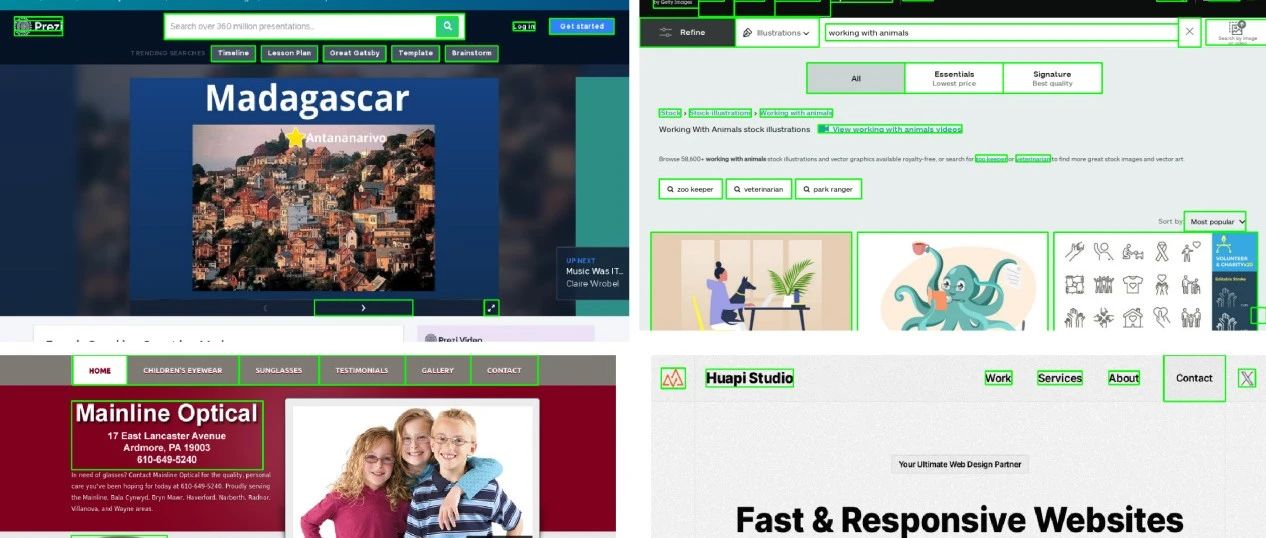 Prezi
Search over 360 million presentations...
Log in
Get started
TRENDING SEARCHES
Timeline
Lesson Plan
Great Gatsby
Template
Brainstorm
Madagascar
Antananarivo
UP NEXT
Music Was IT...
Claire Wrobel
Prezi Video
by Getty Images
Refine
Illustrations
working with animals
Search by image
or video
All
Essentials
Lowest price
Signature
Best quality
Stock > Stock illustrations > Working with animals
Working With Animals stock illustrations
View working with animals videos
Browse 58,600+ working with animals stock illustrations and vector graphics available royalty-free, or search for zoo keeper or veterinarian to find more great stock images and vector art.
zoo keeper
veterinarian
park ranger
Sort by:
Most popular
VOLUNTEER
& CHARITY x20
Editable Stroke
HOME
CHILDREN'S EYEWEAR
SUNGLASSES
TESTIMONIALS
GALLERY
CONTACT
Mainline Optical
17 East Lancaster Avenue
Ardmore, PA 19003
610-649-5240
In need of glasses? Contact Mainline Optical for the quality, personal
care you've been hoping for today at 610-649-5240. Proudly serving
the Mainline, Bala Cynwyd, Bryn Mawr, Haverford, Narberth, Radnor,
Villanova, and Wayne areas.
Huapi Studio
Work
Services
About
Contact
Your Ultimate Web Design Partner
Fast & Responsive Websites